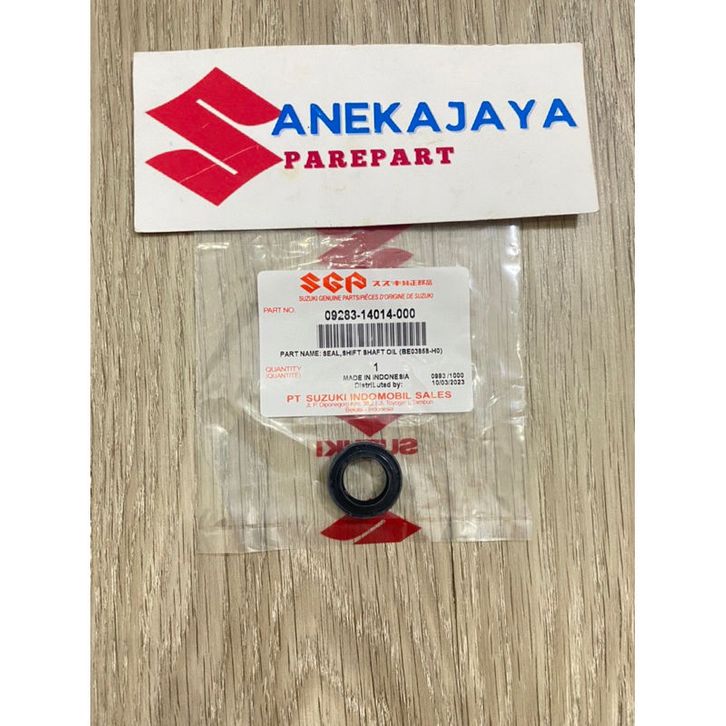 ANEKAJAYA
PAREPART
SGP スズキ純正部品
SUZUKI GENUINE PARTS/PIÈCES D'ORIGINE DE SUZUKI
PART NO. 09283-14014-000
PART NAME: SEAL,SHIFT SHAFT OIL (BE03858-H0)
QUANTITY 1
(QUANTITÉ) MADE IN INDONESIA 0983 /1000
Distributed by: 10/03/2023
PT SUZUKI INDOMOBIL SALES
Bekasi - Indonesia
SUZUKI